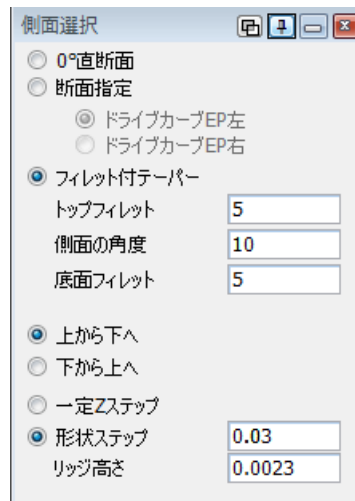 側面選択
0°直断面
断面指定
ドライブカーブEP左
ドライブカーブEP右
フィレット付テーパー
トップフィレット 5
側面の角度 10
底面フィレット 5
上から下へ
下から上へ
一定Zステップ
形状ステップ 0.03
リッジ高さ 0.0023